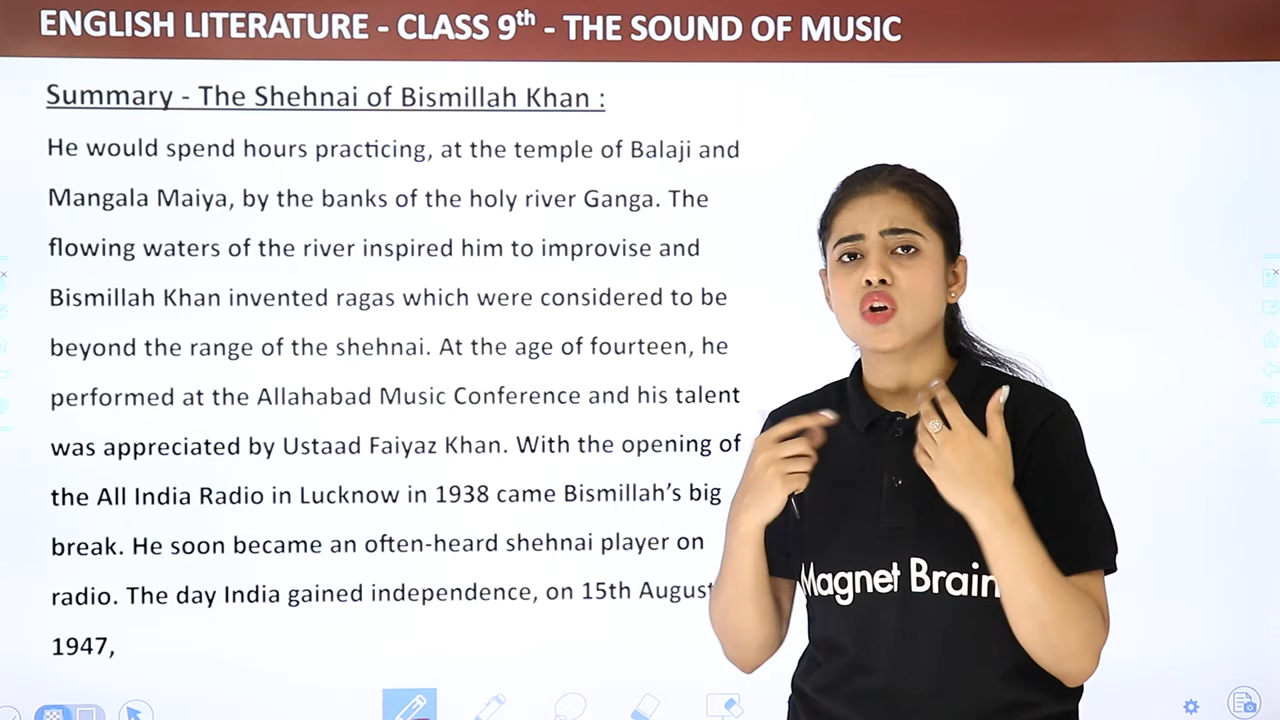 ENGLISH LITERATURE - CLASS 9th - THE SOUND OF MUSIC
Summary - The Shehnai of Bismillah Khan :
He would spend hours practicing, at the temple of Balaji and
Mangala Maiya, by the banks of the holy river Ganga. The
flowing waters of the river inspired him to improvise and
Bismillah Khan invented ragas which were considered to be
beyond the range of the shehnai. At the age of fourteen, he
performed at the Allahabad Music Conference and his talent
was appreciated by Ustaad Faiyaz Khan. With the opening of
the All India Radio in Lucknow in 1938 came Bismillah's big
break. He soon became an often-heard shehnai player on
radio. The day India gained independence, on 15th August
1947,
Magnet Brain